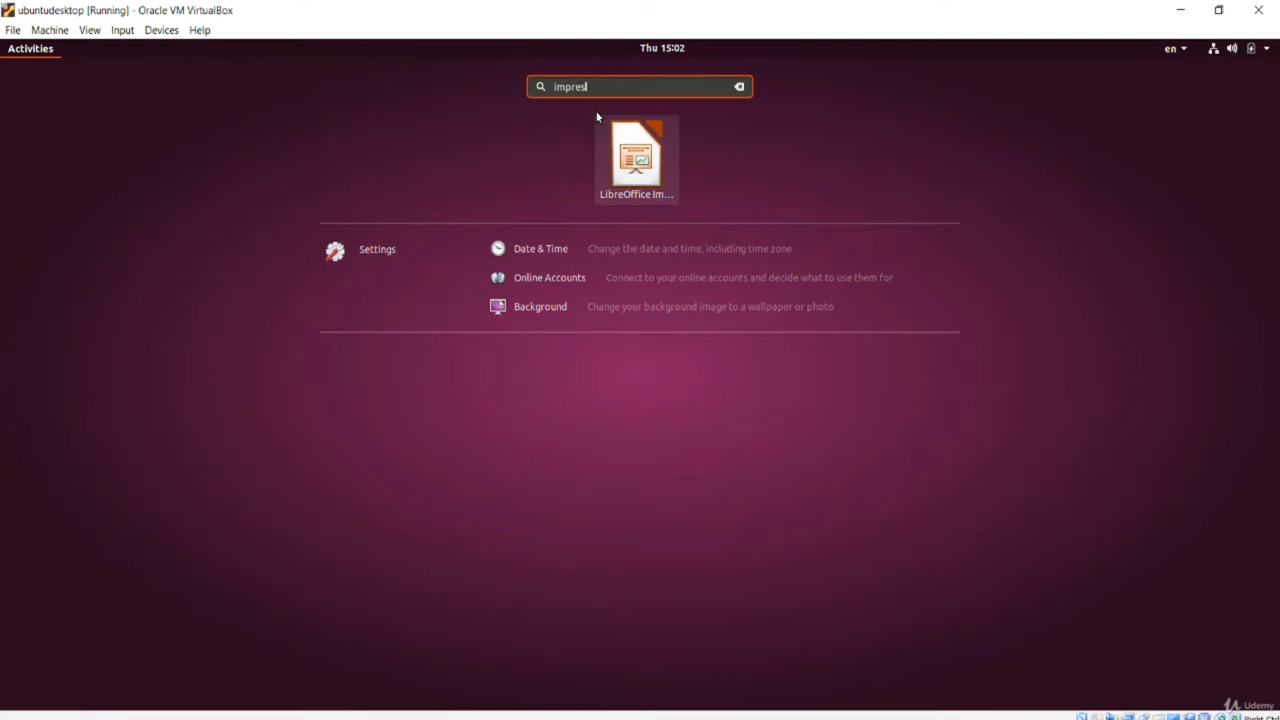 ubuntudesktop [Running] - Oracle VM VirtualBox
File Machine View Input Devices Help
Activities Thu 15:02 en
impres
LibreOffice Im...
Settings
Date & Time Change the date and time, including time zone
Online Accounts Connect to your online accounts and decide what to use them for
Background Change your background image to a wallpaper or photo
Udemy
Right Ctrl